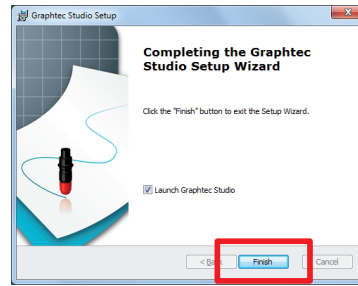 Graphtec Studio Setup
Completing the Graphtec
Studio Setup Wizard
Click the "Finish" button to exit the Setup Wizard.
Launch Graphtec Studio
Finish
Cancel